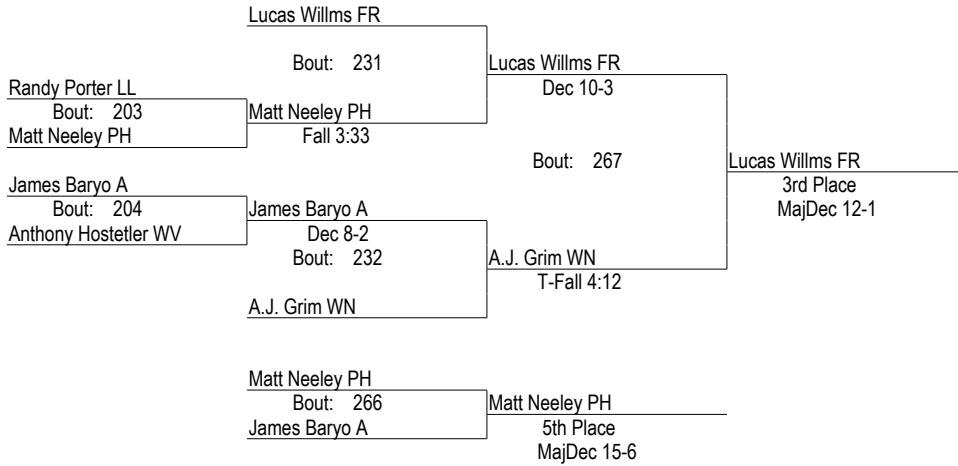 Lucas Willms FR
Bout: 231
Lucas Willms FR
Randy Porter LL
Dec 10-3
Bout: 203
Matt Neeley PH
Matt Neeley PH
Fall 3:33
Bout: 267
Lucas Willms FR
James Baryo A
3rd Place
Bout: 204
James Baryo A
MajDec 12-1
Anthony Hostetler WV
Dec 8-2
Bout: 232
A.J. Grim WN
T-Fall 4:12
A.J. Grim WN
Matt Neeley PH
Bout: 266
Matt Neeley PH
James Baryo A
5th Place
MajDec 15-6